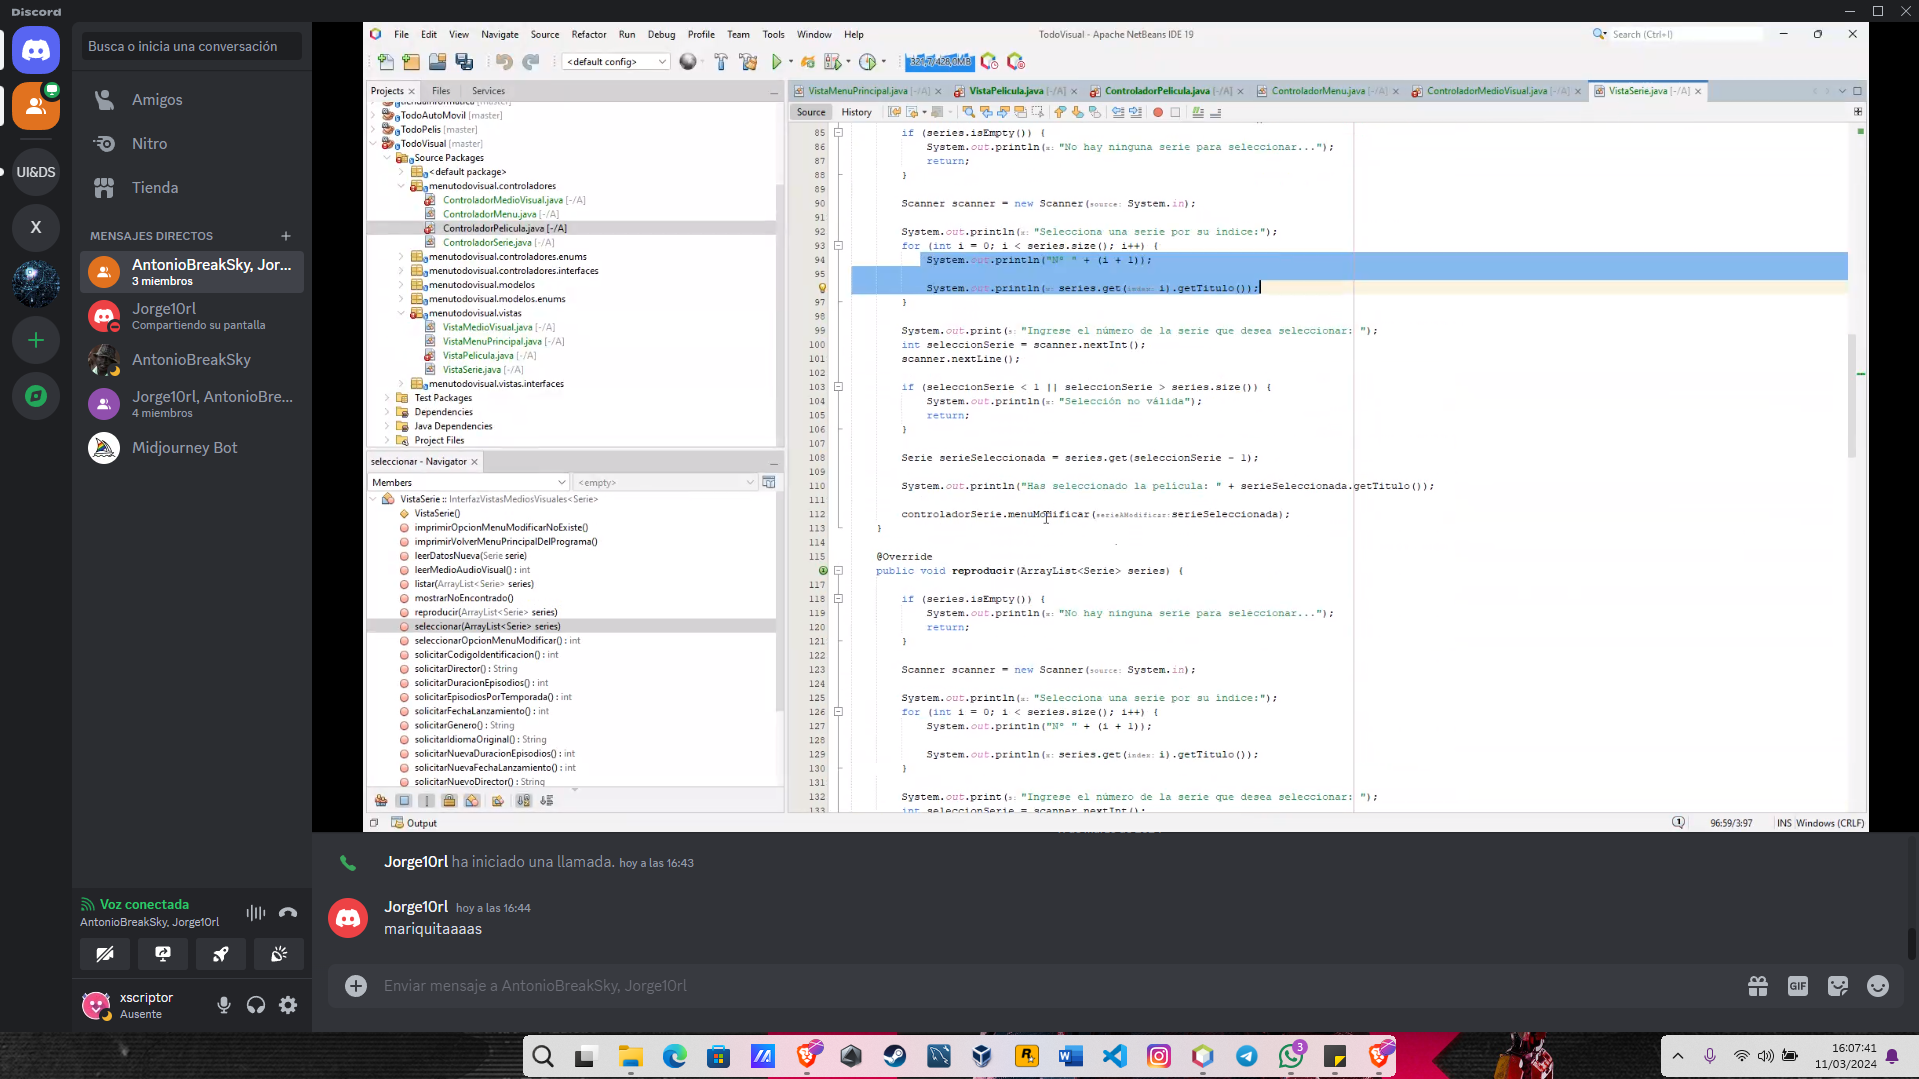 Discord
Busca o inicia una conversación
Amigos
Nitro
Tienda
UI&DS
X
MENSAJES DIRECTOS
AntonioBreakSky, Jor...
3 miembros
Jorge10rl
Compartiendo su pantalla
AntonioBreakSky
Jorge10rl, AntonioBre...
4 miembros
Midjourney Bot
Voz conectada
AntonioBreakSky, Jorge10rl
xscriptor
Ausente
File Edit View Navigate Source Refactor Run Debug Profile Team Tools Window Help
TodoVisual - Apache NetBeans IDE 19
Search (Ctrl+I)
<default config>
Projects Files Services
TodoAutoMovil [master]
TodoPelis [master]
TodoVisual [master]
Source Packages
<default package>
menutodovisual.controladores
ControladorMedioVisual.java [-/A]
ControladorMenu.java [-/A]
ControladorPelicula.java [-/A]
ControladorSerie.java [-/A]
menutodovisual.controladores.enums
menutodovisual.controladores.interfaces
menutodovisual.modelos
menutodovisual.modelos.enums
menutodovisual.vistas
VistaMedioVisual.java [-/A]
VistaMenuPrincipal.java [-/A]
VistaPelicula.java [-/A]
VistaSerie.java [-/A]
menutodovisual.vistas.interfaces
Test Packages
Dependencies
Java Dependencies
Project Files
seleccionar - Navigator
Members
<empty>
VistaSerie :: InterfazVistasMediosVisuales<Serie>
VistaSerie()
imprimirOpcionMenuModificarNoExiste()
imprimirVolverMenuPrincipalDelPrograma()
leerDatosNueva(Serie serie)
leerMedioAudioVisual() : int
listar(ArrayList<Serie> series)
mostrarNoEncontrado()
reproducir(ArrayList<Serie> series)
seleccionar(ArrayList<Serie> series)
seleccionarOpcionMenuModificar() : int
solicitarCodigoIdentificacion() : int
solicitarDirector() : String
solicitarDuracionEpisodios() : int
solicitarEpisodiosPorTemporada() : int
solicitarFechaLanzamiento() : int
solicitarGenero() : String
solicitarIdiomaOriginal() : String
solicitarNuevaDuracionEpisodios() : int
solicitarNuevaFechaLanzamiento() : int
solicitarNuevoDirector() : String
Output
VistaMenuPrincipal.java [-/A] VistaPelicula.java [-/A] ControladorPelicula.java [-/A] ControladorMenu.java [-/A] ControladorMedioVisual.java [-/A] VistaSerie.java [-/A]
Source History
85 if (series.isEmpty()) {
86 System.out.println(x: "No hay ninguna serie para seleccionar...");
87 return;
88 }
89
90 Scanner scanner = new Scanner(source: System.in);
91
92 System.out.println(x: "Selecciona una serie por su índice:");
93 for (int i = 0; i < series.size(); i++) {
94 System.out.println("Nº " + (i + 1));
95
System.out.println(x: series.get(index: i).getTitulo());
97 }
98
99 System.out.print(s: "Ingrese el número de la serie que desea seleccionar: ");
100 int seleccionSerie = scanner.nextInt();
101 scanner.nextLine();
102
103 if (seleccionSerie < 1 || seleccionSerie > series.size()) {
104 System.out.println(x: "Selección no válida");
105 return;
106 }
107
108 Serie serieSeleccionada = series.get(seleccionSerie - 1);
109
110 System.out.println("Has seleccionado la película: " + serieSeleccionada.getTitulo());
111
112 controladorSerie.menuModificar(serieAModificar: serieSeleccionada);
113 }
114
115 @Override
public void reproducir(ArrayList<Serie> series) {
117
118 if (series.isEmpty()) {
119 System.out.println(x: "No hay ninguna serie para seleccionar...");
120 return;
121 }
122
123 Scanner scanner = new Scanner(source: System.in);
124
125 System.out.println(x: "Selecciona una serie por su índice:");
126 for (int i = 0; i < series.size(); i++) {
127 System.out.println("Nº " + (i + 1));
128
129 System.out.println(x: series.get(index: i).getTitulo());
130 }
131
132 System.out.print(s: "Ingrese el número de la serie que desea seleccionar: ");
133 int seleccionSerie = scanner.nextInt();
96:59/3:97 INS Windows (CRLF)
Jorge10rl ha iniciado una llamada. hoy a las 16:43
Jorge10rl hoy a las 16:44
mariquitaaaas
Enviar mensaje a AntonioBreakSky, Jorge10rl
GIF
3
16:07:41
11/03/2024